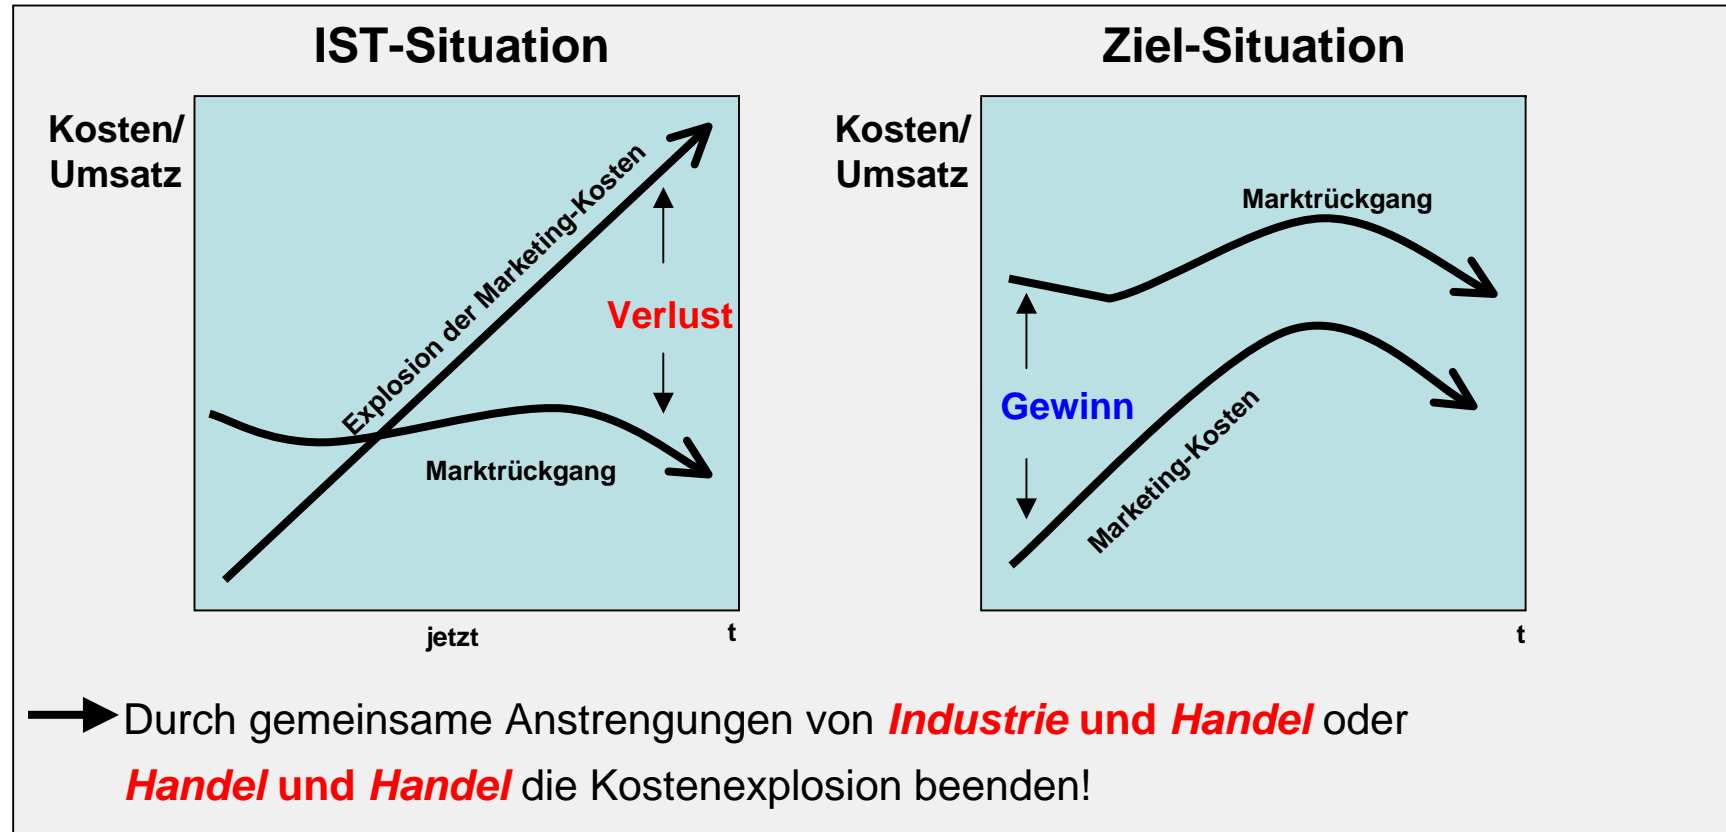 IST-Situation
Kosten/
Umsatz
Explosion der Marketing-Kosten
Verlust
Marktrückgang
jetzt
t
Ziel-Situation
Kosten/
Umsatz
Marktrückgang
Gewinn
Marketing-Kosten
t
Durch gemeinsame Anstrengungen von Industrie und Handel oder
Handel und Handel die Kostenexplosion beenden!